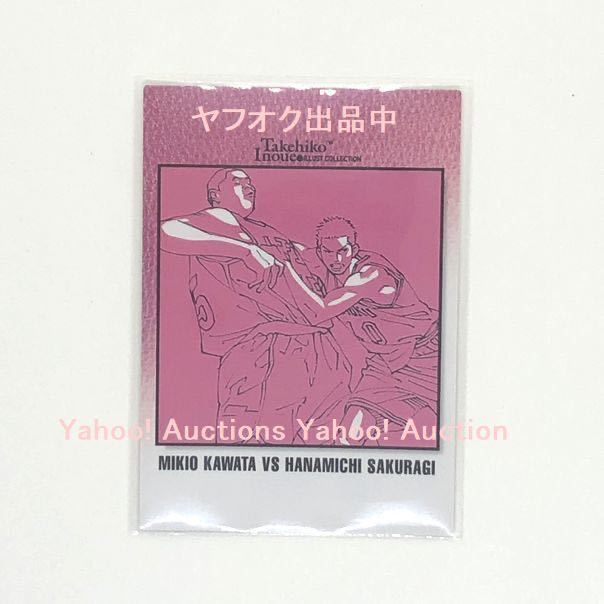 ヤフオク出品中
Takehiko™
Inoue ILLUST COLLECTION
Yahoo! Auctions Yahoo! Auction
MIKIO KAWATA VS HANAMICHI SAKURAGI